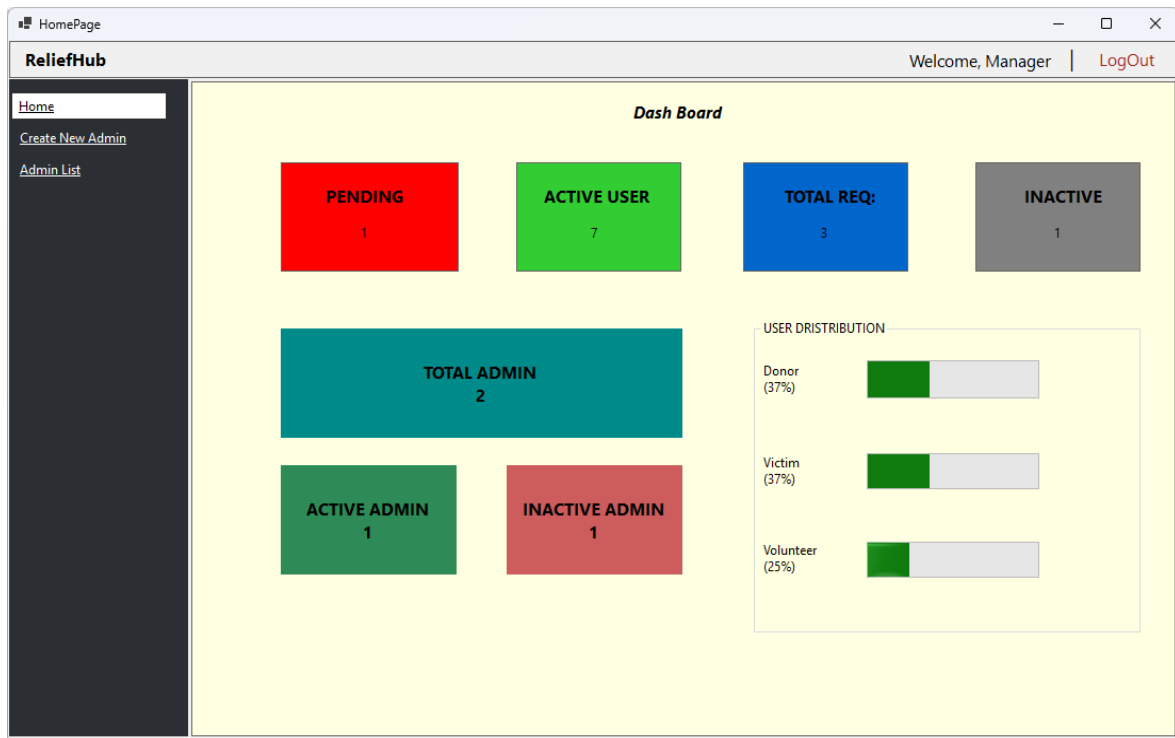 HomePage
ReliefHub
Welcome, Manager | LogOut
Home
Create New Admin
Admin List
Dash Board
PENDING
1
ACTIVE USER
7
TOTAL REQ:
3
INACTIVE
1
TOTAL ADMIN
2
ACTIVE ADMIN
1
INACTIVE ADMIN
1
USER DRISTRIBUTION
Donor
(37%)
Victim
(37%)
Volunteer
(25%)